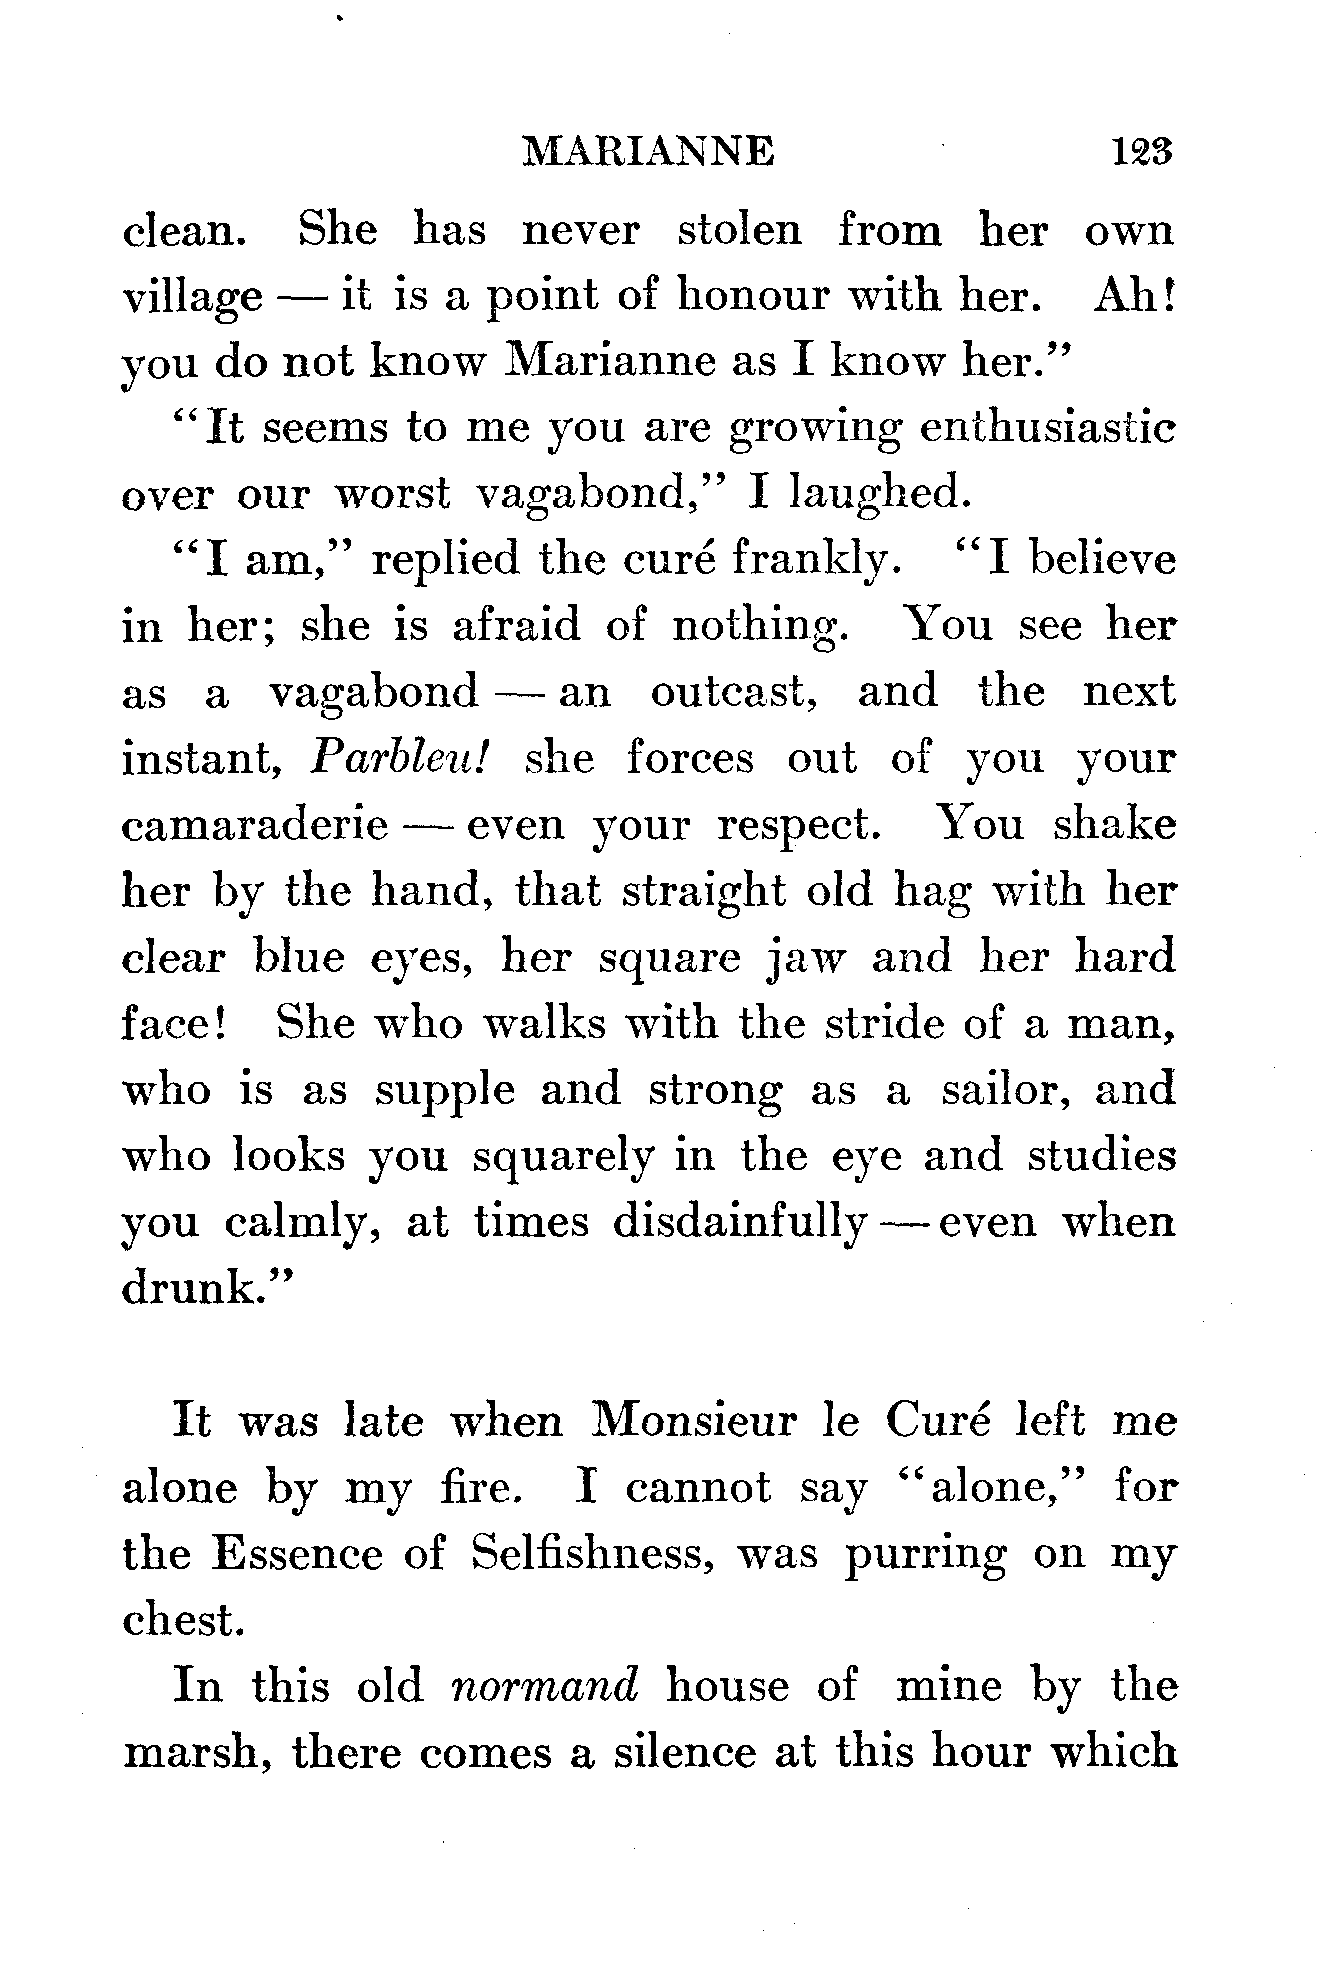 MARIANNE 123
clean. She has never stolen from her own
village — it is a point of honour with her. Ah!
you do not know Marianne as I know her."
"It seems to me you are growing enthusiastic
over our worst vagabond," I laughed.
"I am," replied the curé frankly. "I believe
in her; she is afraid of nothing. You see her
as a vagabond — an outcast, and the next
instant, Parbleu! she forces out of you your
camaraderie — even your respect. You shake
her by the hand, that straight old hag with her
clear blue eyes, her square jaw and her hard
face! She who walks with the stride of a man,
who is as supple and strong as a sailor, and
who looks you squarely in the eye and studies
you calmly, at times disdainfully — even when
drunk."
It was late when Monsieur le Curé left me
alone by my fire. I cannot say "alone," for
the Essence of Selfishness, was purring on my
chest.
In this old normand house of mine by the
marsh, there comes a silence at this hour which